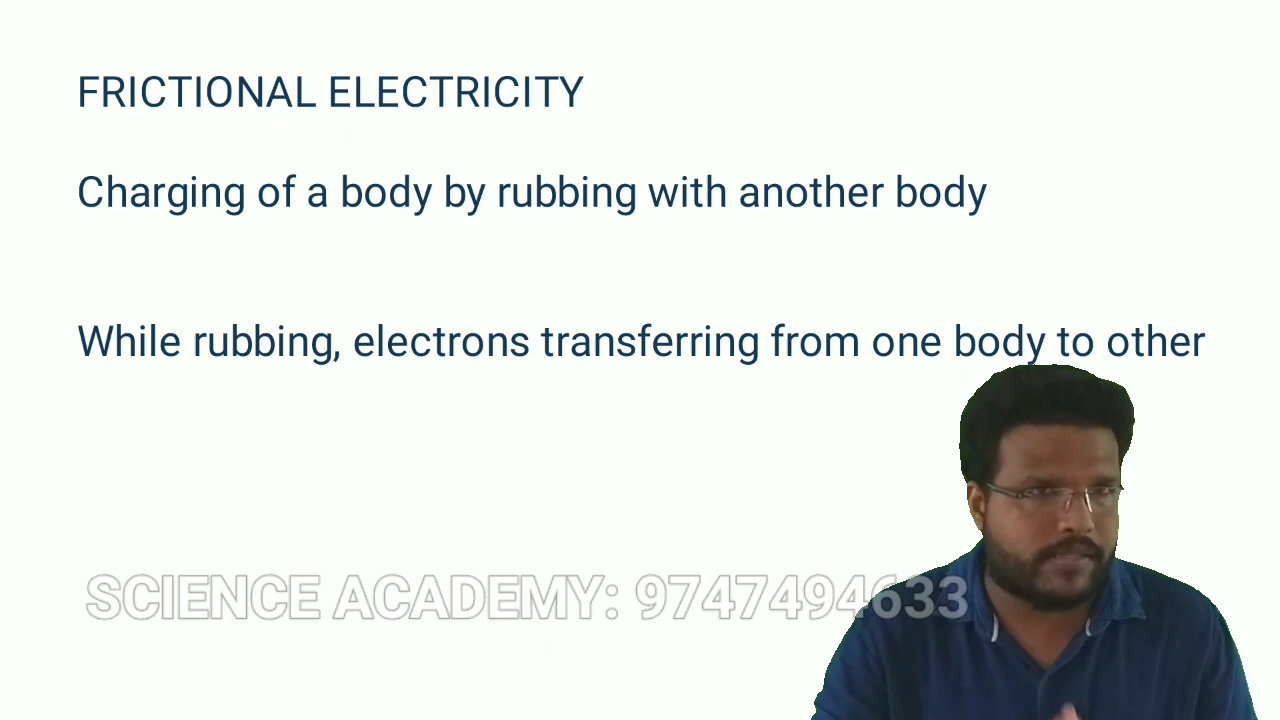 FRICTIONAL ELECTRICITY
Charging of a body by rubbing with another body
While rubbing, electrons transferring from one body to other
SCIENCE ACADEMY: 9747494633